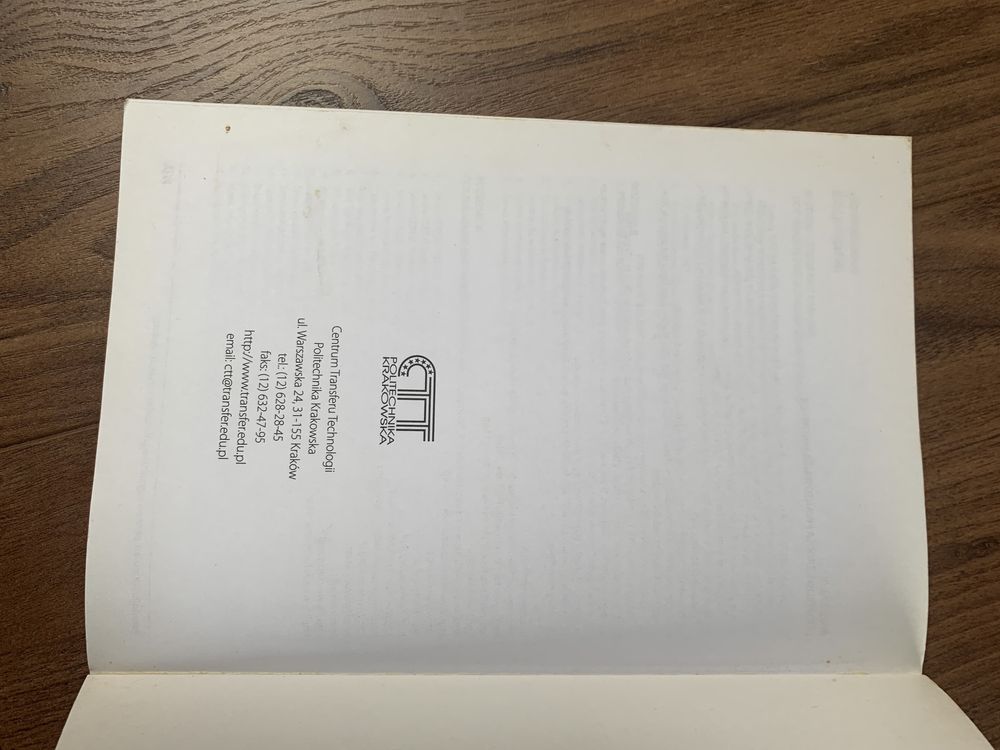 POLITECHNIKA
KRAKOWSKA
Centrum Transferu Technologii
Politechnika Krakowska
ul. Warszawska 24, 31-155 Kraków
tel.: (12) 628-28-45
faks: (12) 632-47-95
http://www.transfer.edu.pl
email: ctt@transfer.edu.pl